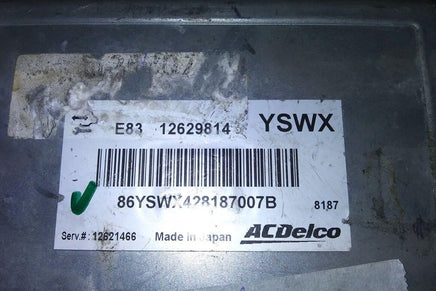 E83 12629814 YSWX
86YSWX428187007B 8187
Serv.#: 12621466 Made in Japan ACDelco